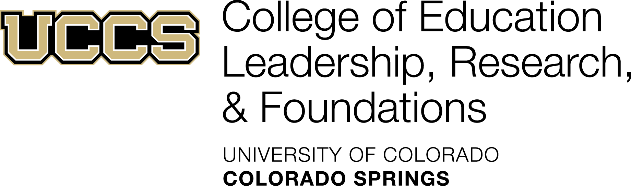 UCCS
College of Education
Leadership, Research,
& Foundations
UNIVERSITY OF COLORADO
COLORADO SPRINGS